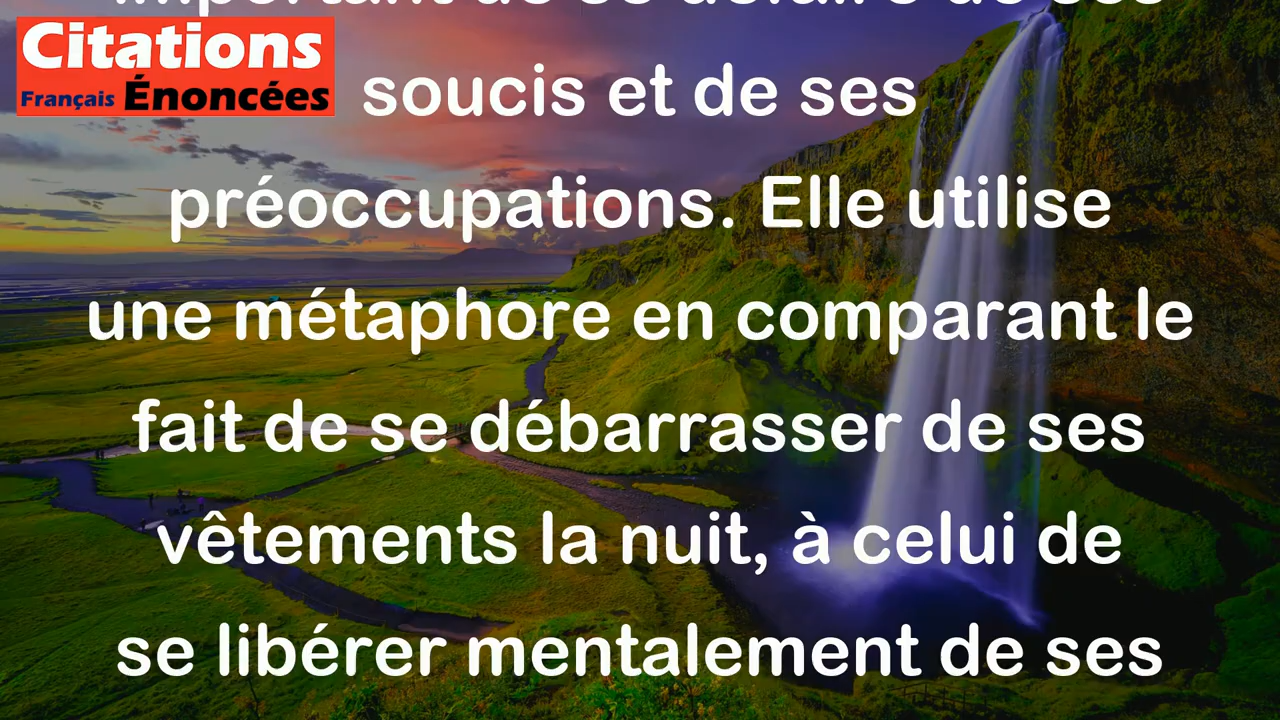 Citations
Français Énoncées
soucis et de ses
préoccupations. Elle utilise
une métaphore en comparant le
fait de se débarrasser de ses
vêtements la nuit, à celui de
se libérer mentalement de ses